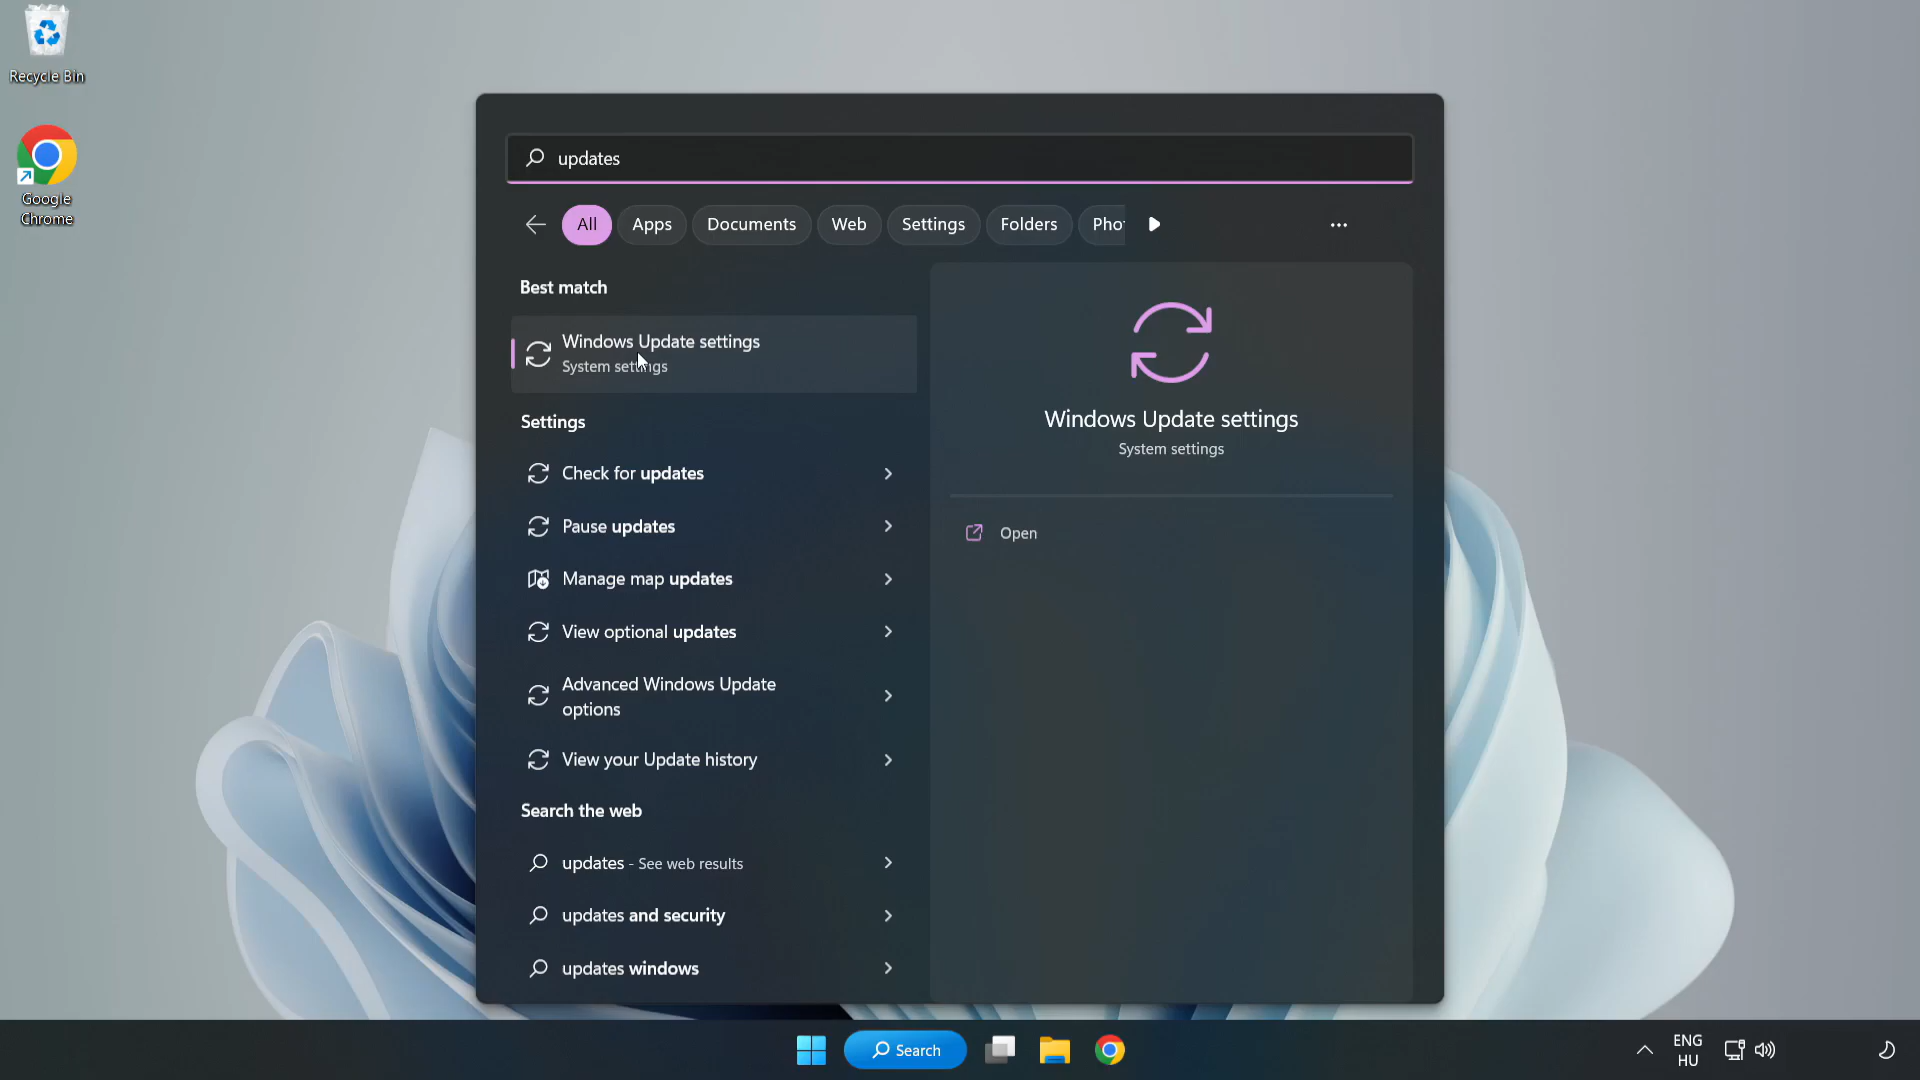 Recycle Bin
Google
Chrome
updates
All
Apps
Documents
Web
Settings
Folders
Pho
Best match
Windows Update settings
System settings
Settings
Check for updates
Pause updates
Manage map updates
View optional updates
Advanced Windows Update
options
View your Update history
Search the web
updates - See web results
updates and security
updates windows
Windows Update settings
System settings
Open
Search
ENG
HU